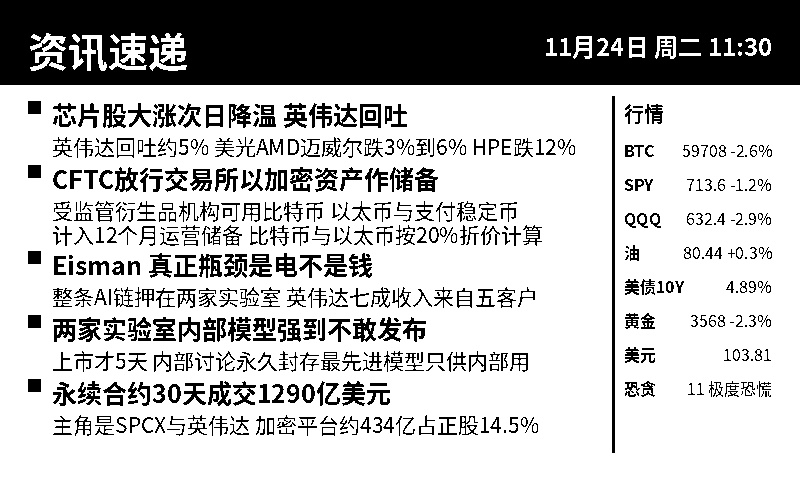 资讯速递
11月24日 周二 11:30
芯片股大涨次日降温 英伟达回吐
英伟达回吐约5% 美光AMD迈威尔跌3%到6% HPE跌12%
CFTC放行交易所以加密资产作储备
受监管衍生品机构可用比特币 以太币与支付稳定币
计入12个月运营储备 比特币与以太币按20%折价计算
Eisman 真正瓶颈是电不是钱
整条AI链押在两家实验室 英伟达七成收入来自五客户
两家实验室内部模型强到不敢发布
上市才5天 内部讨论永久封存最先进模型只供内部用
永续合约30天成交1290亿美元
主角是SPCX与英伟达 加密平台约434亿占正股14.5%
行情
BTC 59708 -2.6%
SPY 713.6 -1.2%
QQQ 632.4 -2.9%
油 80.44 +0.3%
美债10Y 4.89%
黄金 3568 -2.3%
美元 103.81
恐贪 11 极度恐慌